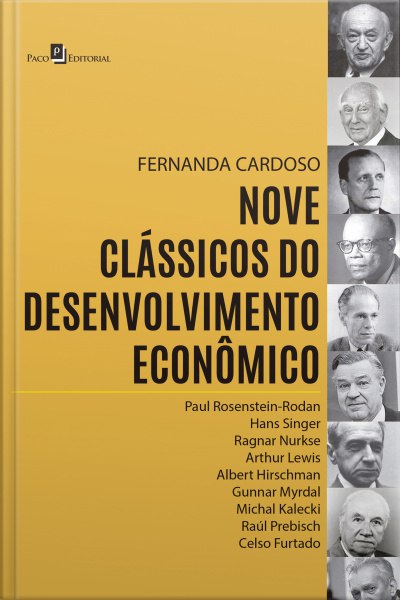 PACO EDITORIAL
FERNANDA CARDOSO
NOVE
CLÁSSICOS DO
DESENVOLVIMENTO
ECONÔMICO
Paul Rosenstein-Rodan
Hans Singer
Ragnar Nurkse
Arthur Lewis
Albert Hirschman
Gunnar Myrdal
Michal Kalecki
Raúl Prebisch
Celso Furtado